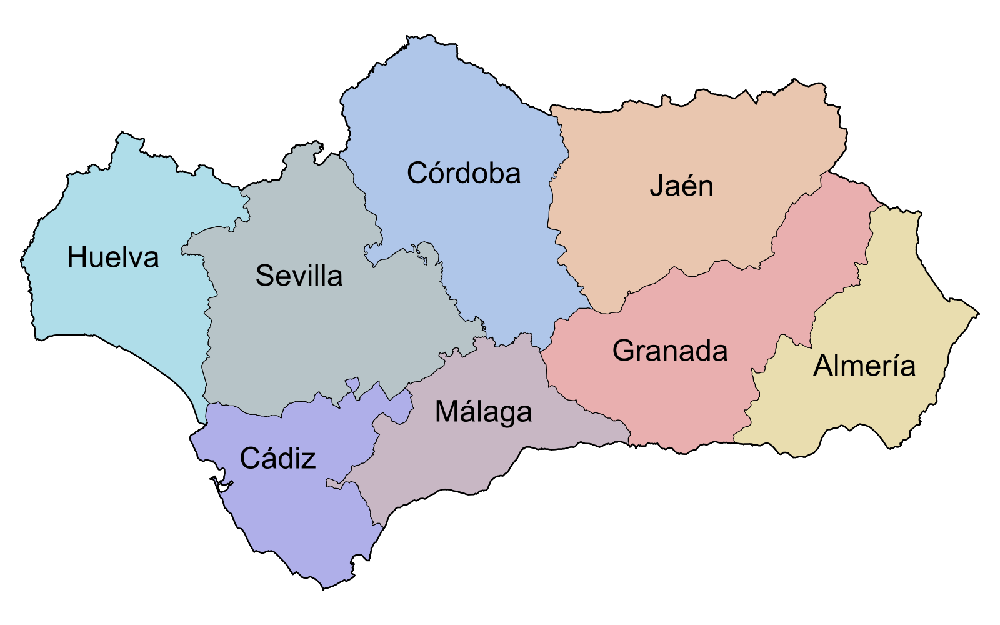 Córdoba
Jaén
Huelva
Sevilla
Granada
Almería
Málaga
Cádiz